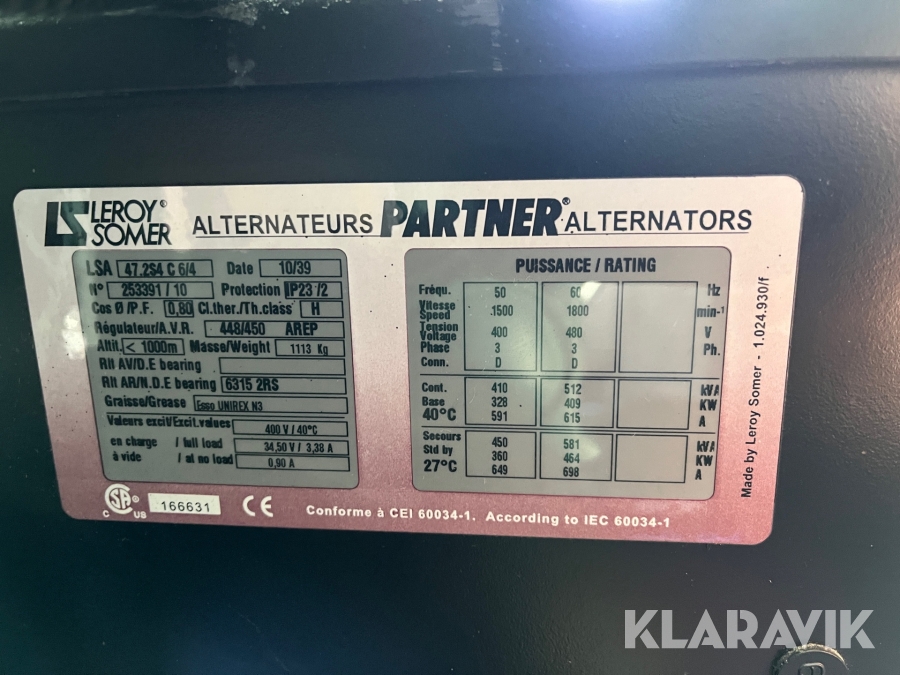 LS LEROY® SOMER ALTERNATEURS PARTNER® ALTERNATORS
LSA 47.2S4 C 6/4 Date 10/39
N° 253391 / 10 Protection IP23 /2
Cos Ø /P.F. 0,80 Cl.ther./Th.class H
Régulateur/A.V.R. 448/450 AREP
Altit. < 1000m Masse/Weight 1113 Kg
Rlt AV/D.E bearing
Rlt AR/N.D.E bearing 6315 2RS
Graisse/Grease Esso UNIREX N3
Valeurs excit/Excit.values 400 V / 40°C
en charge / full load 34,50 V / 3,38 A
à vide / at no load 0,90 A
PUISSANCE / RATING
Fréqu. 50 60 Hz
Vitesse Speed 1500 1800 min-¹
Tension Voltage 400 480 V
Phase 3 3 Ph.
Conn. D D
Cont. 410 512 kVA
Base 328 409 KW
40°C 591 615 A
Secours 450 581 kVA
Std by 360 464 KW
27°C 649 698 A
Made by Leroy Somer - 1.024.930/f
C SA® US 166631 CE
Conforme à CEI 60034-1. According to IEC 60034-1
KLARAVIK